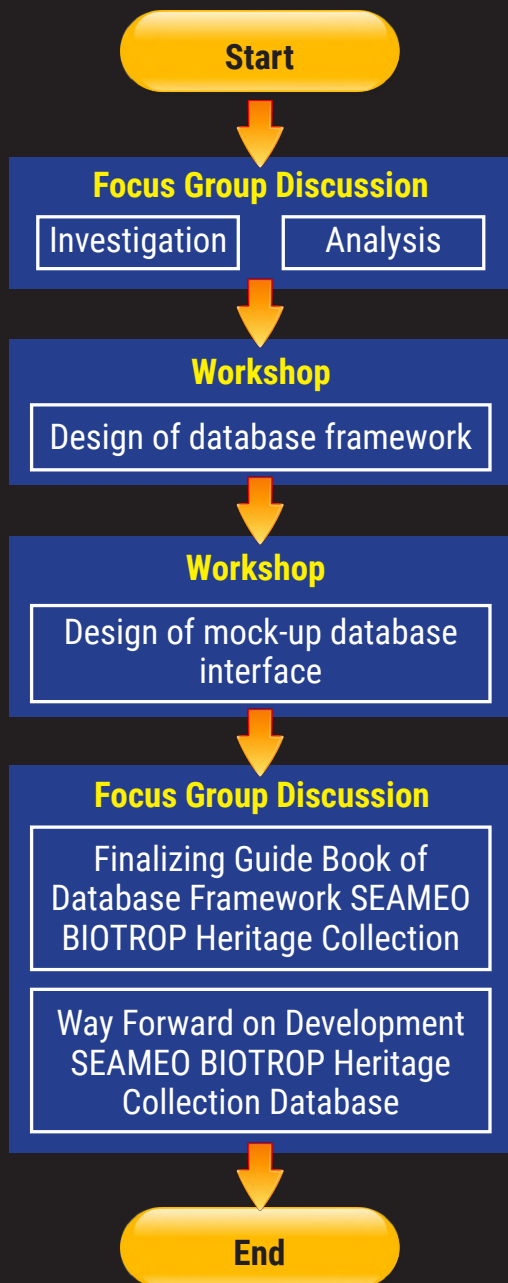 Start
Focus Group Discussion
Investigation
Analysis
Workshop
Design of database framework
Workshop
Design of mock-up database
interface
Focus Group Discussion
Finalizing Guide Book of
Database Framework SEAMEO
BIOTROP Heritage Collection
Way Forward on Development
SEAMEO BIOTROP Heritage
Collection Database
End